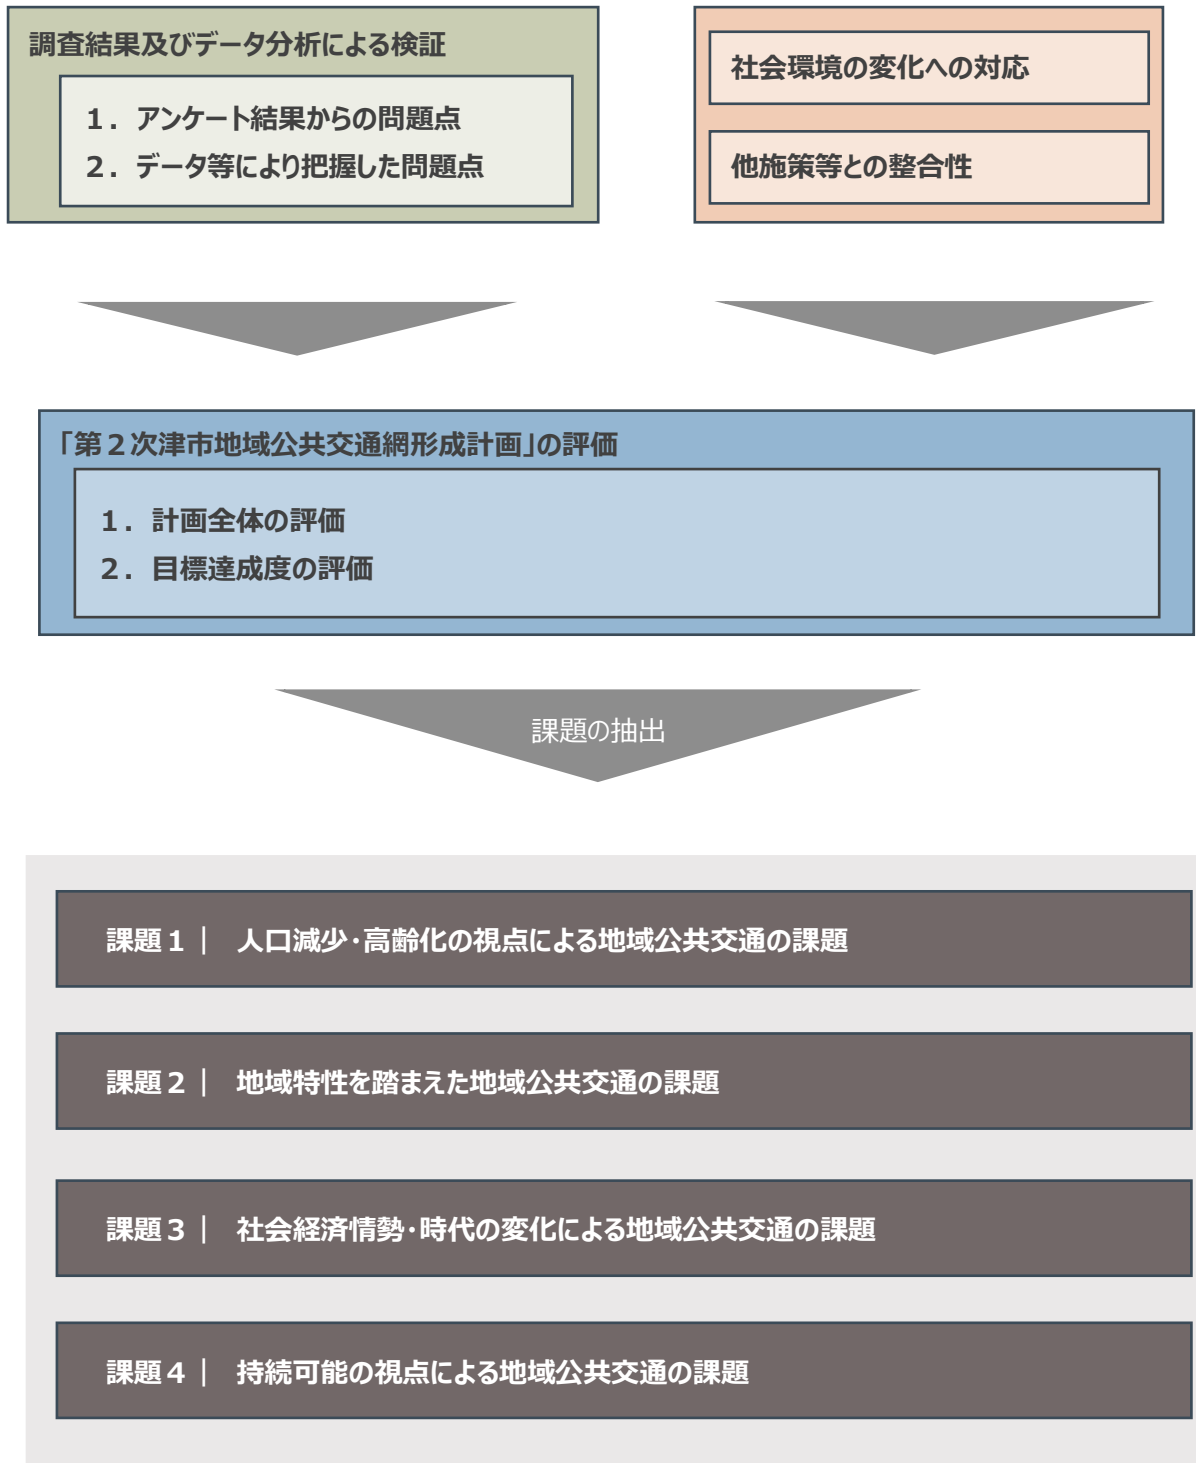 調査結果及びデータ分析による検証
１．アンケート結果からの問題点
２．データ等により把握した問題点
社会環境の変化への対応
他施策等との整合性
「第２次津市地域公共交通網形成計画」の評価
１．計画全体の評価
２．目標達成度の評価
課題の抽出
課題１｜　人口減少・高齢化の視点による地域公共交通の課題
課題２｜　地域特性を踏まえた地域公共交通の課題
課題３｜　社会経済情勢・時代の変化による地域公共交通の課題
課題４｜　持続可能の視点による地域公共交通の課題